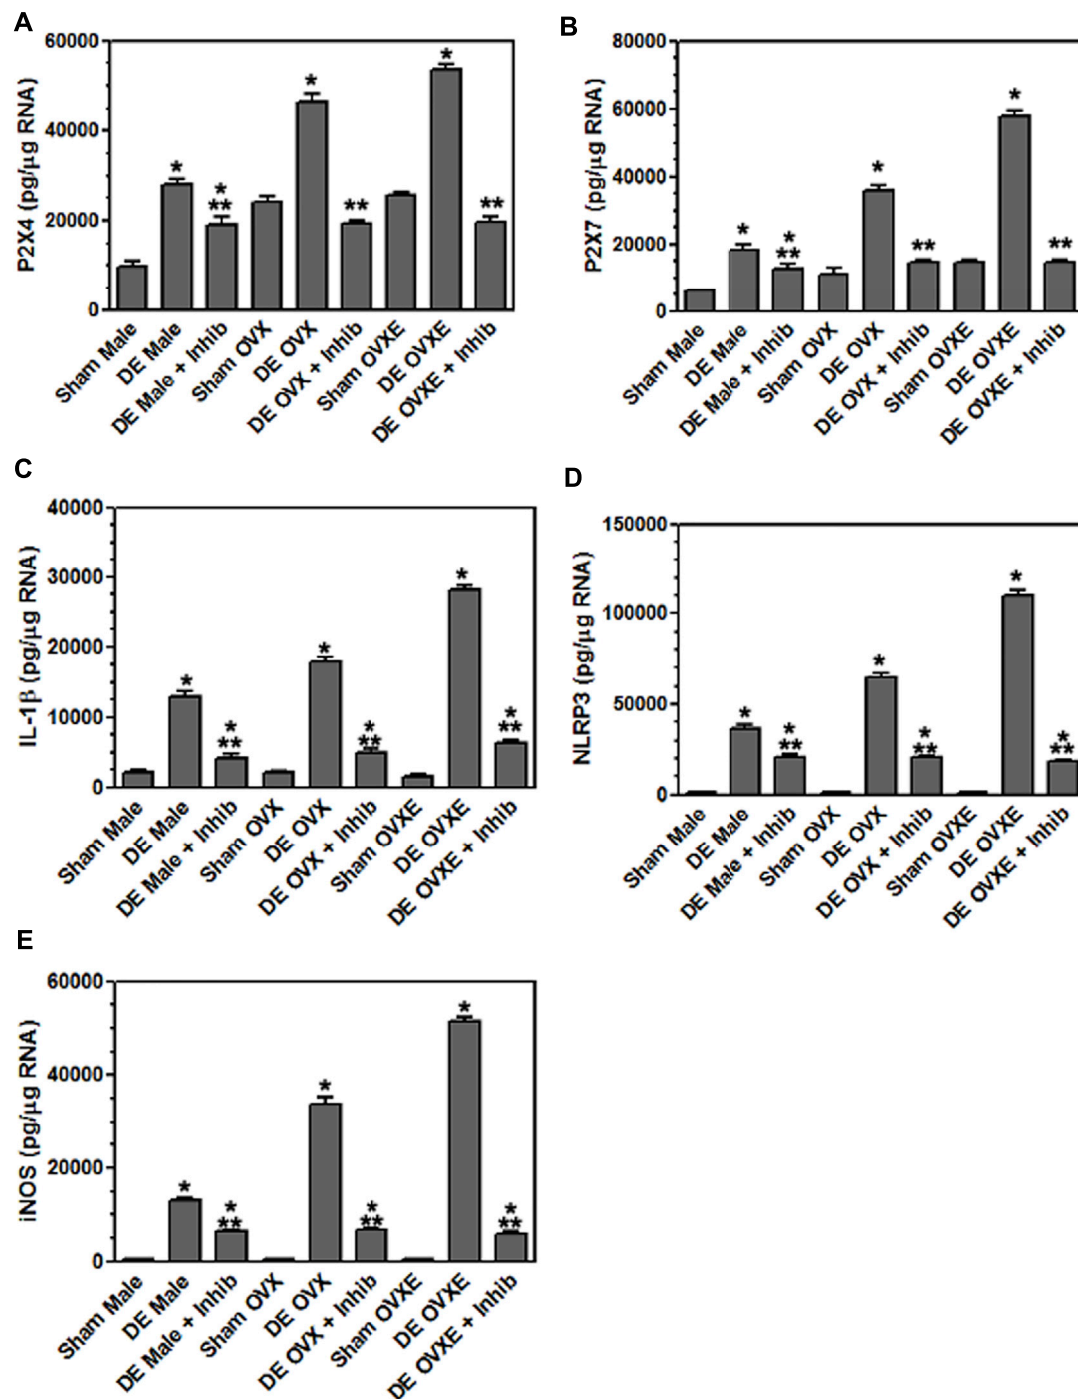 A
P2X4 (pg/μg RNA)
60000
40000
20000
0
*
*
**
*
**
*
**
Sham Male
DE Male
DE Male + Inhib
Sham OVX
DE OVX
DE OVX + Inhib
Sham OVXE
DE OVXE
DE OVXE + Inhib
B
P2X7 (pg/μg RNA)
80000
60000
40000
20000
0
*
*
**
*
**
*
**
Sham Male
DE Male
DE Male + Inhib
Sham OVX
DE OVX
DE OVX + Inhib
Sham OVXE
DE OVXE
DE OVXE + Inhib
C
IL-1β (pg/μg RNA)
40000
30000
20000
10000
0
*
*
**
*
*
**
*
*
**
Sham Male
DE Male
DE Male + Inhib
Sham OVX
DE OVX
DE OVX + Inhib
Sham OVXE
DE OVXE
DE OVXE + Inhib
D
NLRP3 (pg/μg RNA)
150000
100000
50000
0
*
*
**
*
*
**
*
*
**
Sham Male
DE Male
DE Male + Inhib
Sham OVX
DE OVX
DE OVX + Inhib
Sham OVXE
DE OVXE
DE OVXE + Inhib
E
iNOS (pg/μg RNA)
60000
40000
20000
0
*
*
**
*
*
**
*
*
**
Sham Male
DE Male
DE Male + Inhib
Sham OVX
DE OVX
DE OVX + Inhib
Sham OVXE
DE OVXE
DE OVXE + Inhib